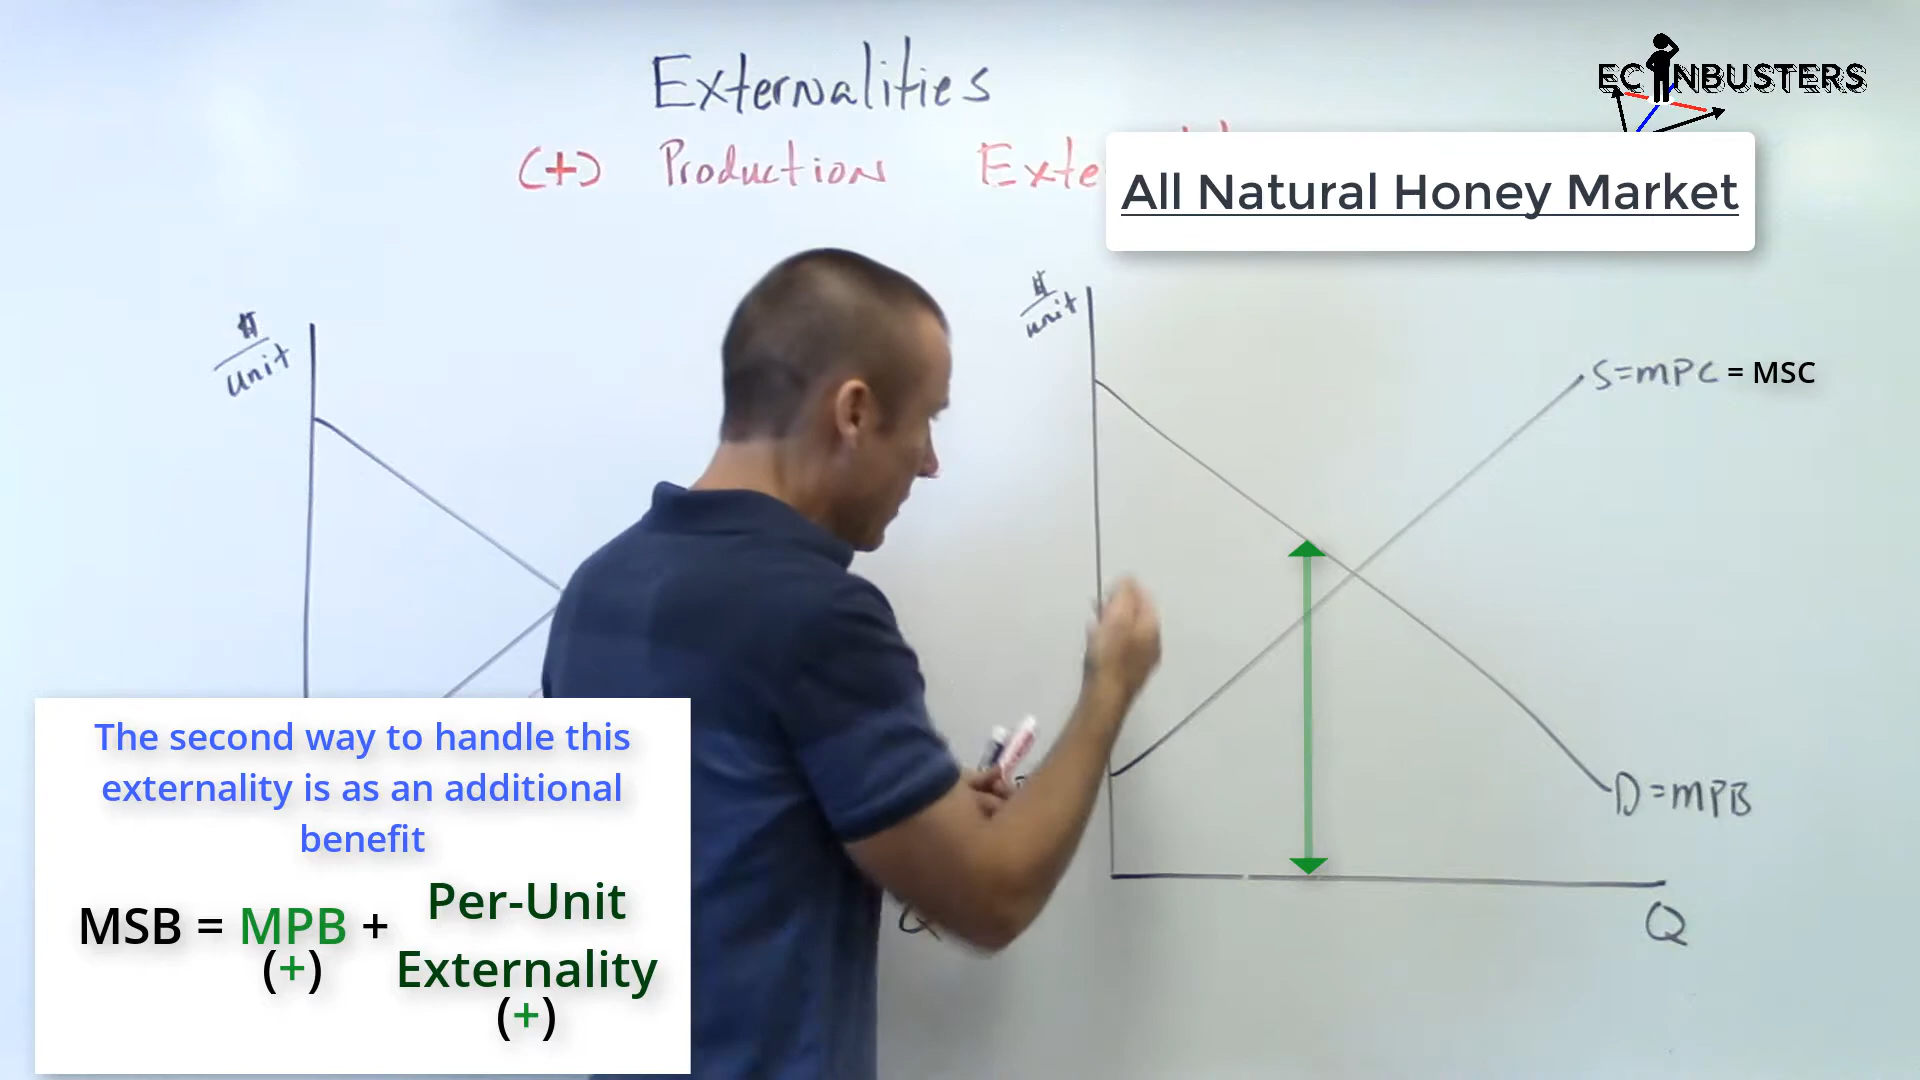 Externalities
(+) Production Exte
ECONBUSTERS
All Natural Honey Market
$/unit
$/unit
S=MPC = MSC
D=MPB
Q
Q
The second way to handle this
externality is as an additional
benefit
MSB = MPB + Per-Unit
Externality
(+)
(+)